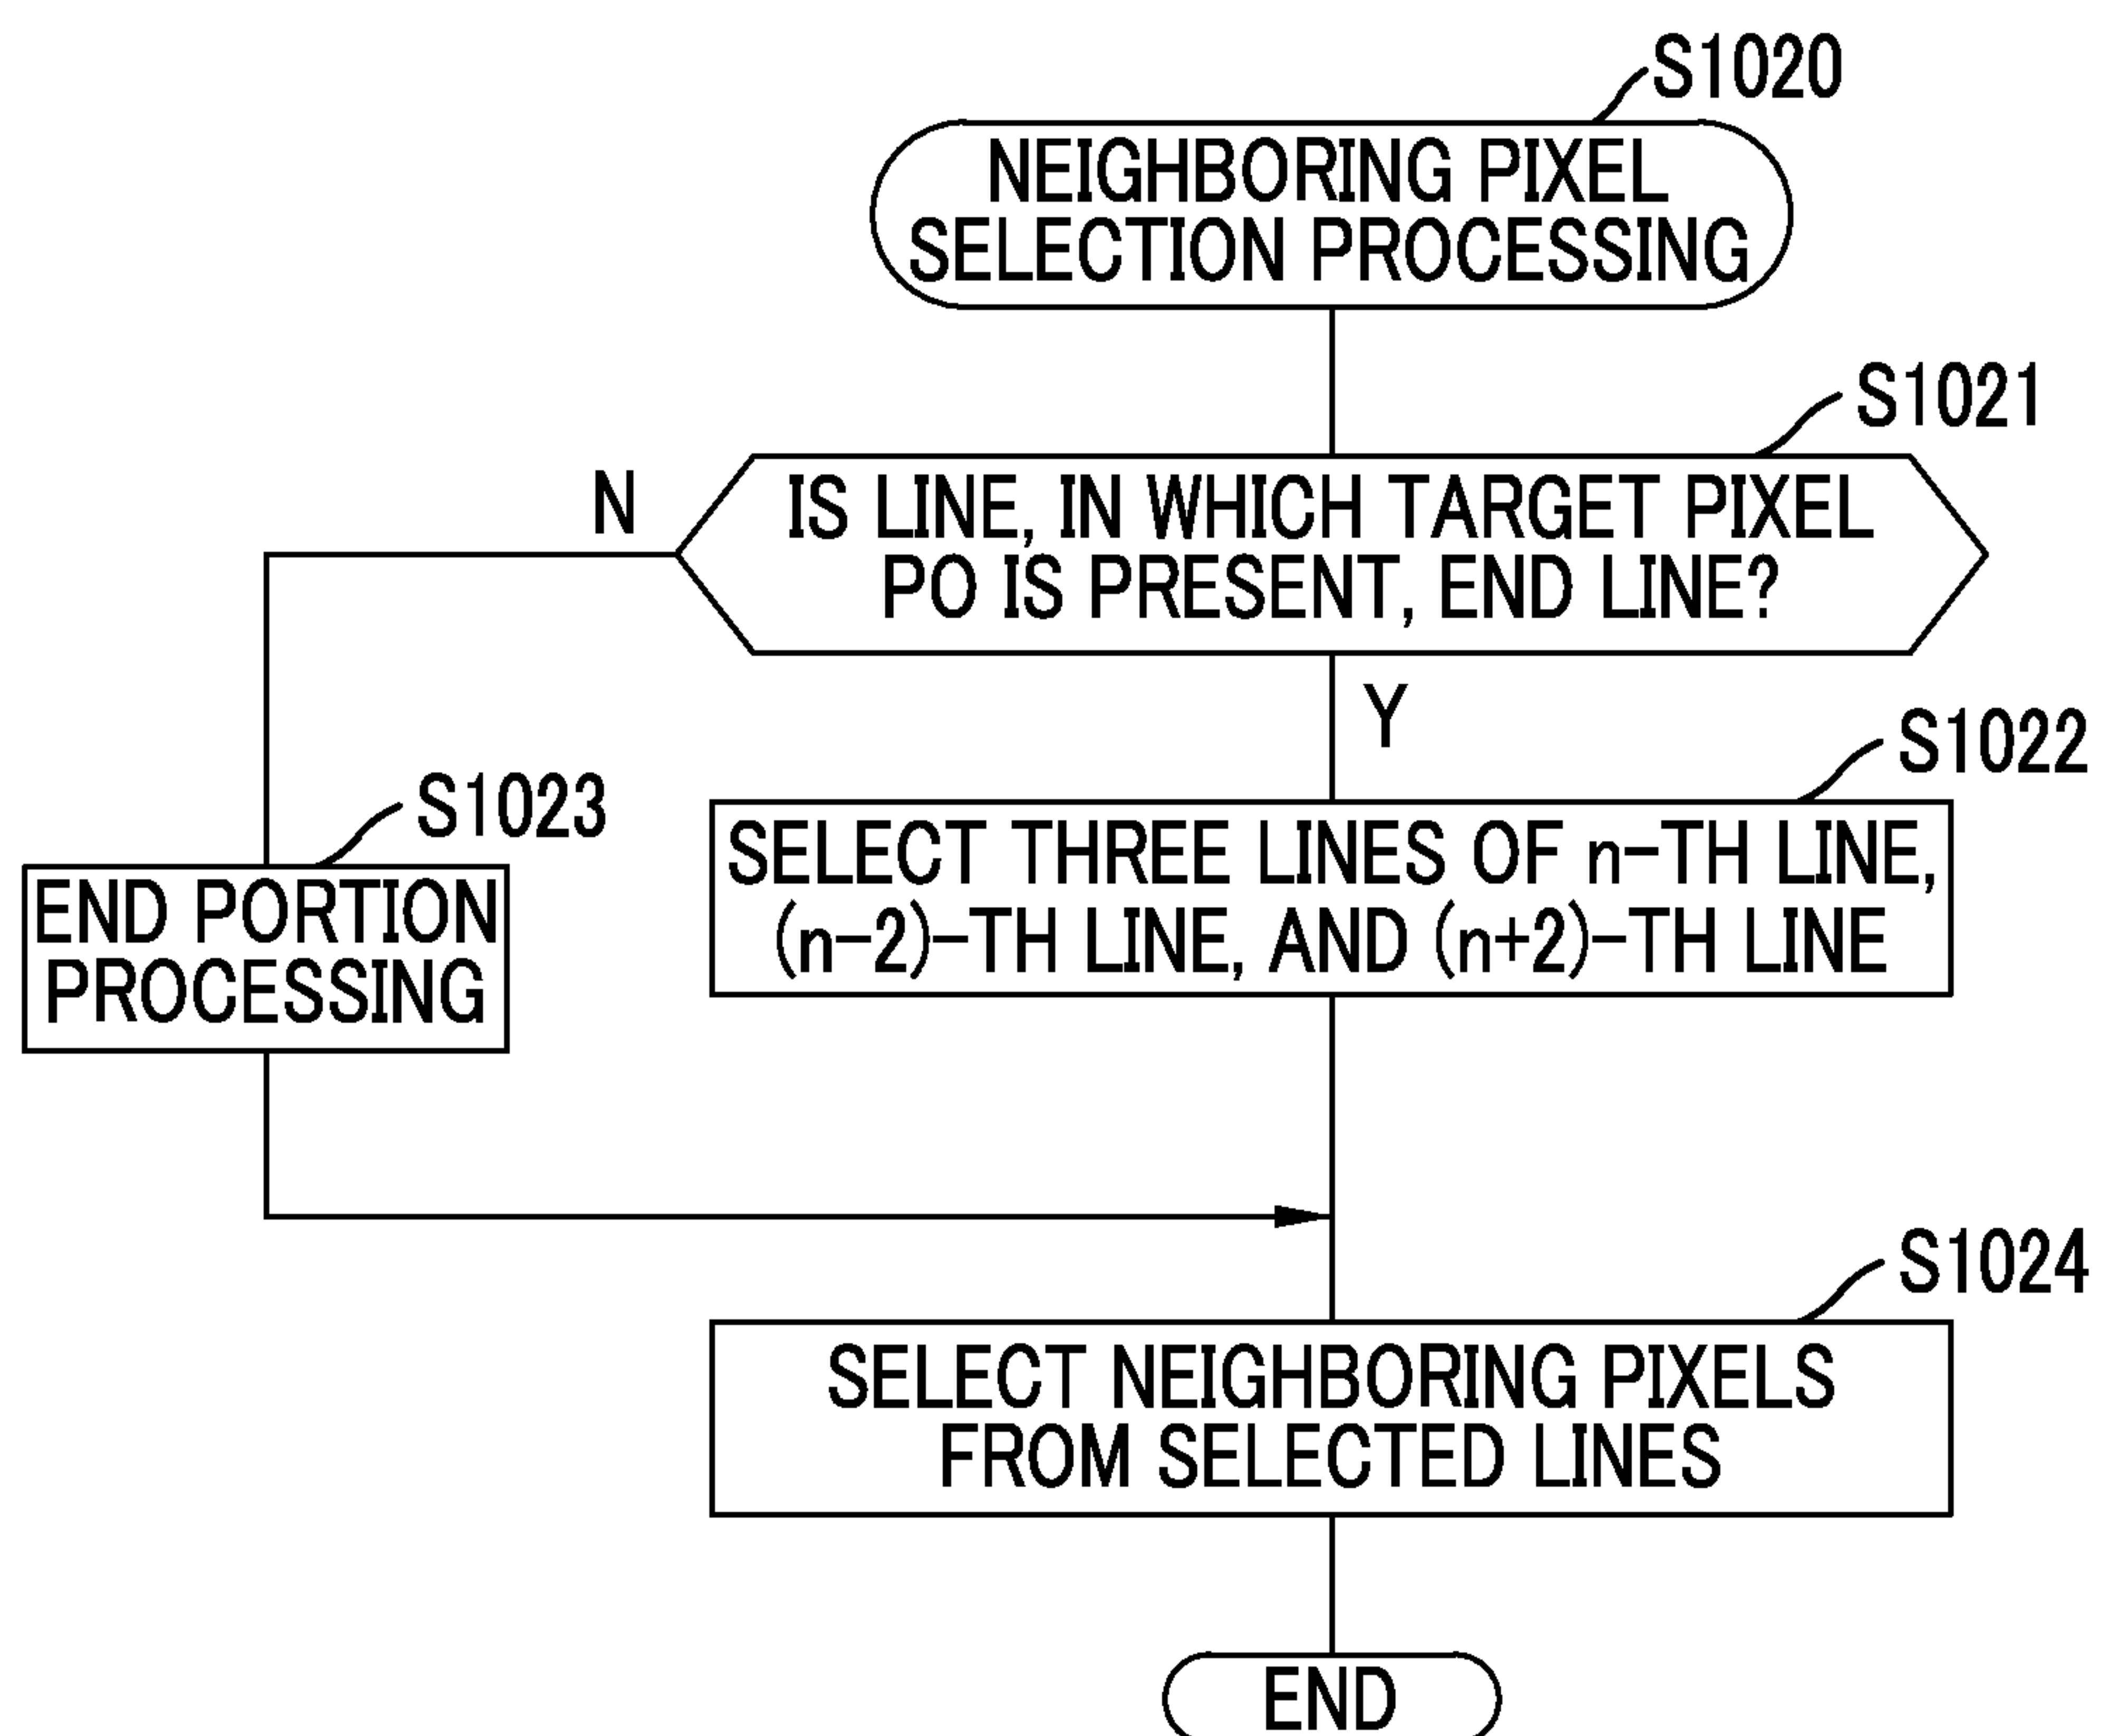 S1020
NEIGHBORING PIXEL
SELECTION PROCESSING
S1021
N
IS LINE, IN WHICH TARGET PIXEL
PO IS PRESENT, END LINE?
Y
S1022
SELECT THREE LINES OF n-TH LINE,
(n-2)-TH LINE, AND (n+2)-TH LINE
S1023
END PORTION
PROCESSING
S1024
SELECT NEIGHBORING PIXELS
FROM SELECTED LINES
END